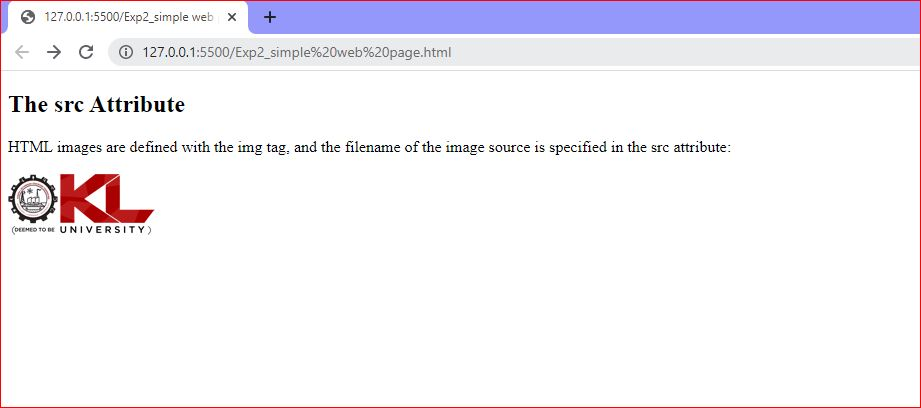 127.0.0.1:5500/Exp2_simple web
127.0.0.1:5500/Exp2_simple%20web%20page.html
The src Attribute
HTML images are defined with the img tag, and the filename of the image source is specified in the src attribute:
KL
(DEEMED TO BE UNIVERSITY)